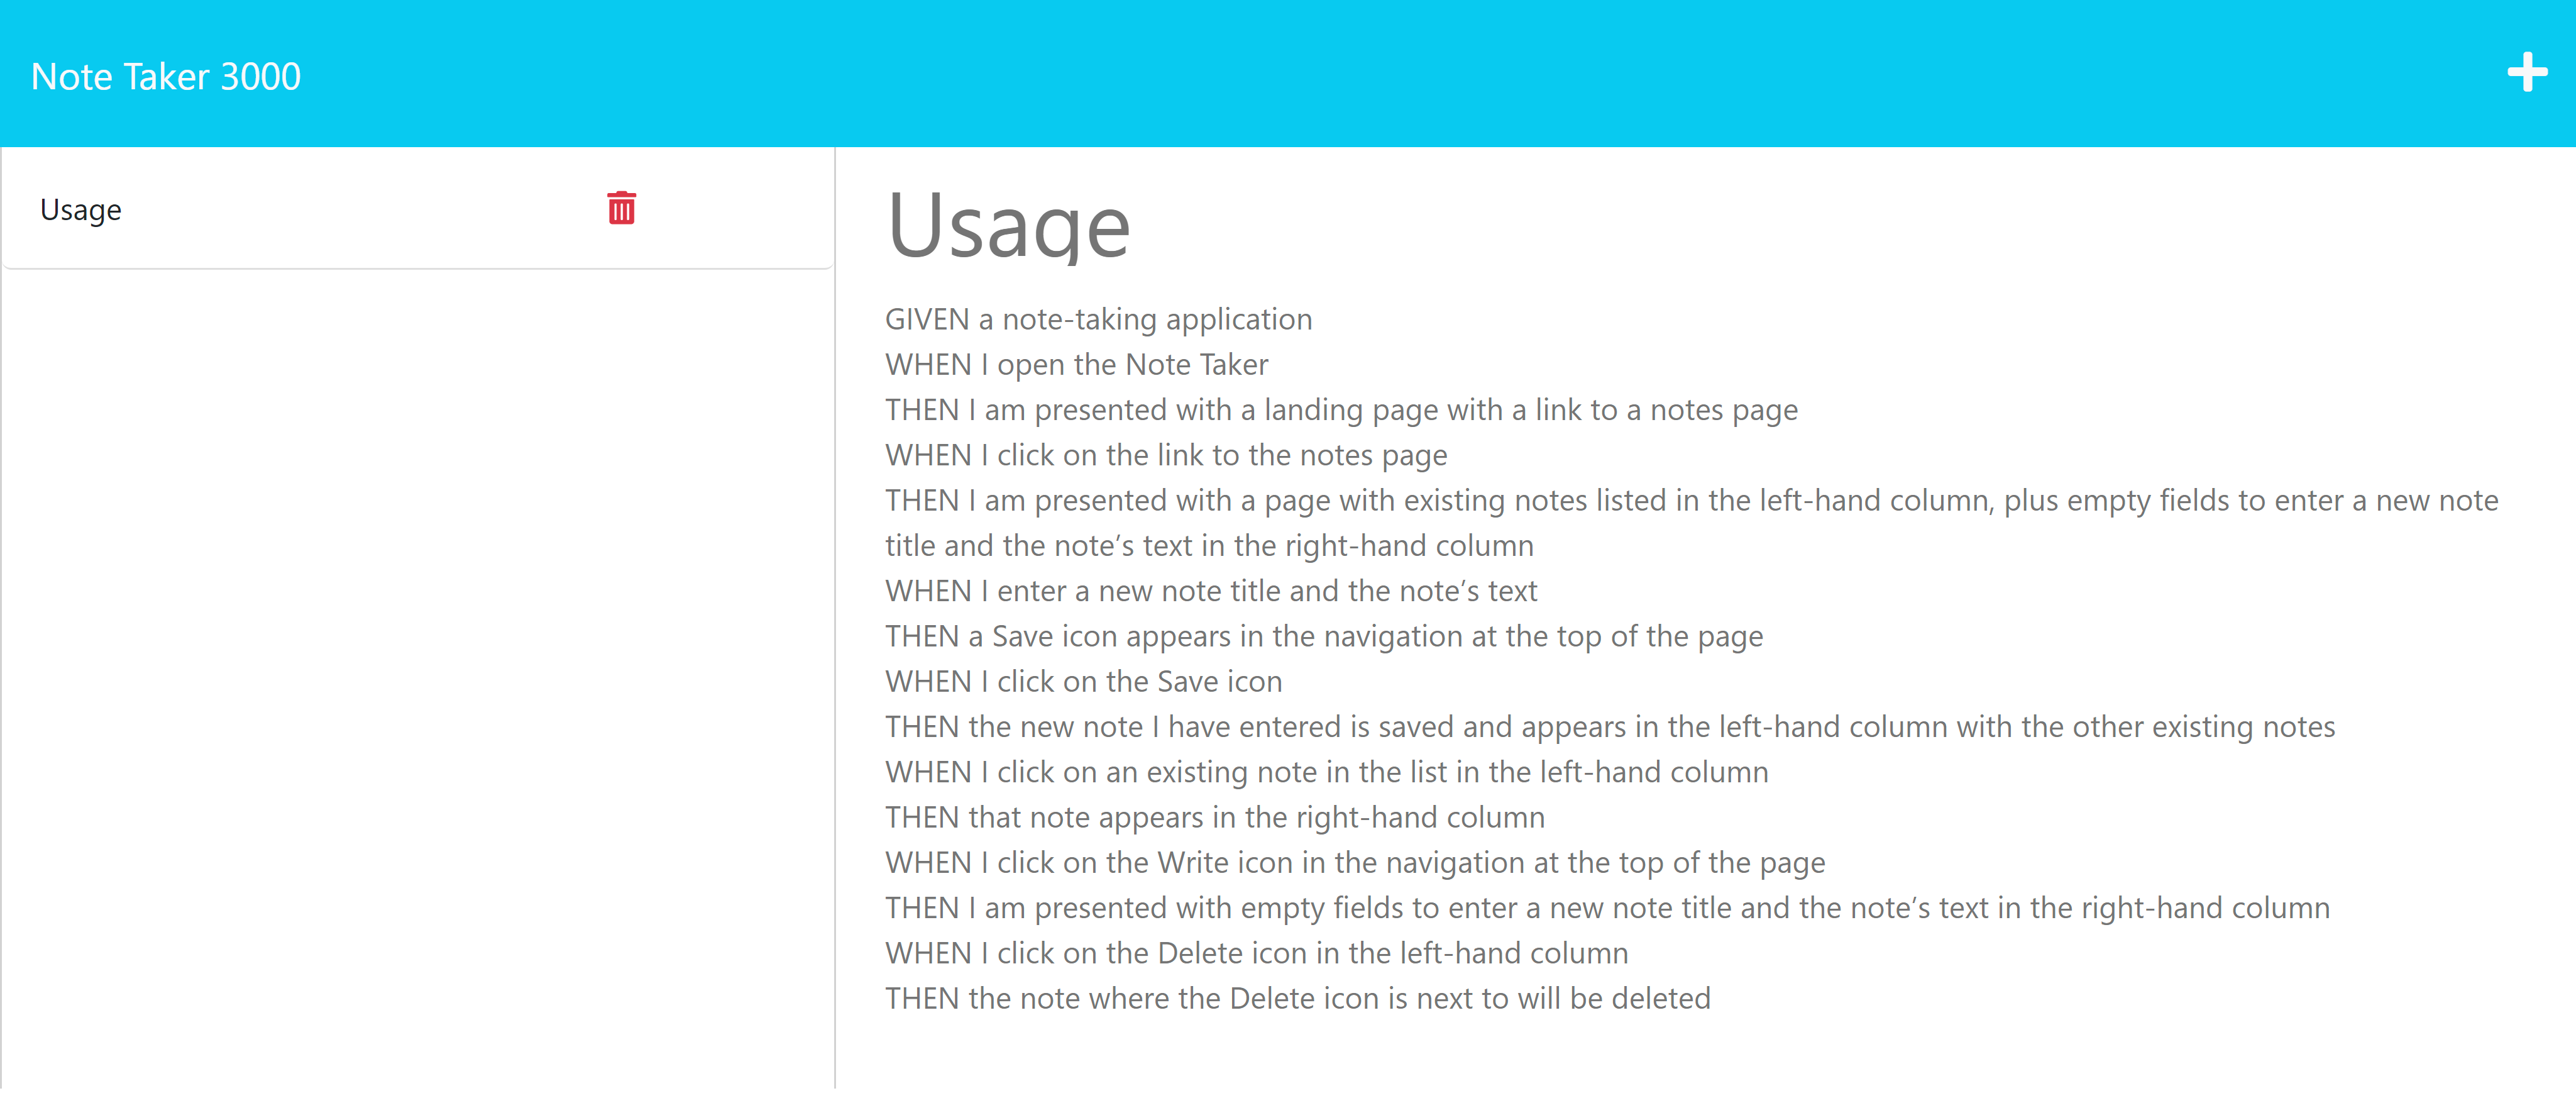 Note Taker 3000
Usage
Usage
GIVEN a note-taking application
WHEN I open the Note Taker
THEN I am presented with a landing page with a link to a notes page
WHEN I click on the link to the notes page
THEN I am presented with a page with existing notes listed in the left-hand column, plus empty fields to enter a new note
title and the note’s text in the right-hand column
WHEN I enter a new note title and the note’s text
THEN a Save icon appears in the navigation at the top of the page
WHEN I click on the Save icon
THEN the new note I have entered is saved and appears in the left-hand column with the other existing notes
WHEN I click on an existing note in the list in the left-hand column
THEN that note appears in the right-hand column
WHEN I click on the Write icon in the navigation at the top of the page
THEN I am presented with empty fields to enter a new note title and the note’s text in the right-hand column
WHEN I click on the Delete icon in the left-hand column
THEN the note where the Delete icon is next to will be deleted